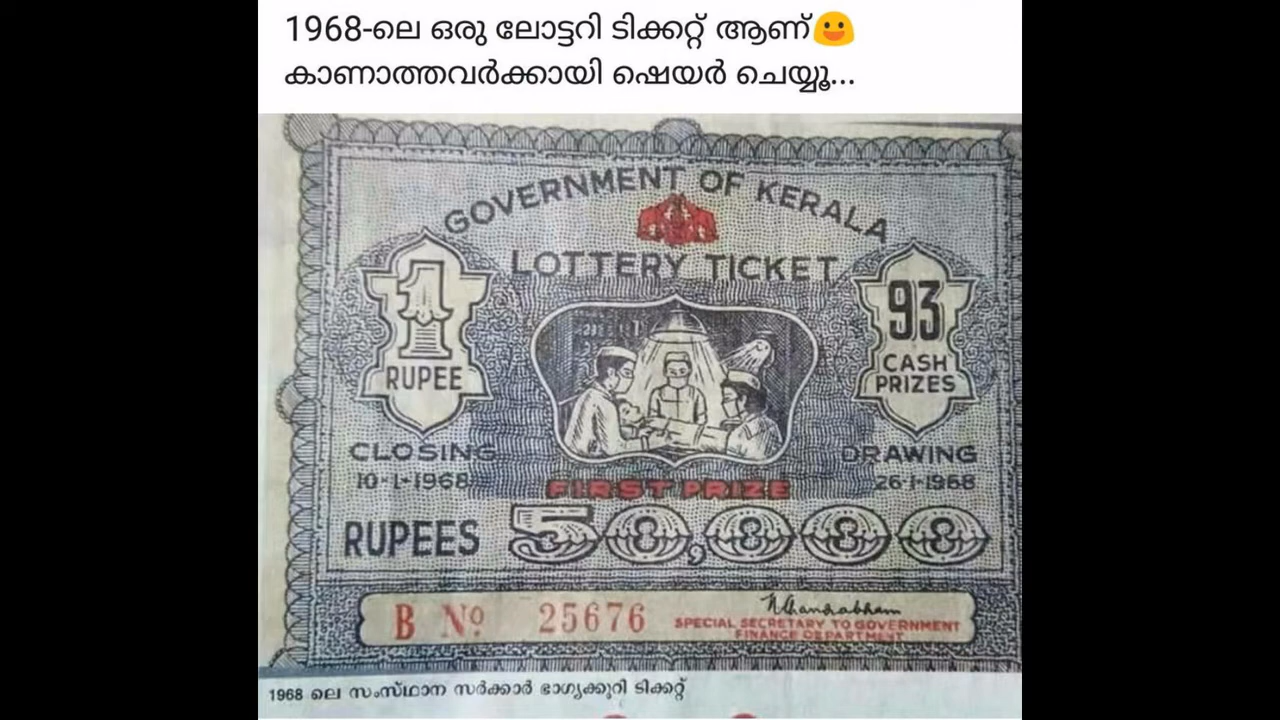 1968-ലെ ഒരു ലോട്ടറി ടിക്കറ്റ് ആണ്😃
കാണാത്തവർക്കായി ഷെയർ ചെയ്യൂ...
GOVERNMENT OF KERALA
LOTTERY TICKET
1
RUPEE
93
CASH
PRIZES
CLOSING
10-1-1968
DRAWING
26-1-1968
FIRST PRIZE
RUPEES 50,000
B Nº 25676
SPECIAL SECRETARY TO GOVERNMENT
FINANCE DEPARTMENT
1968 ലെ സംസ്ഥാന സർക്കാർ ഭാഗ്യക്കുറി ടിക്കറ്റ്